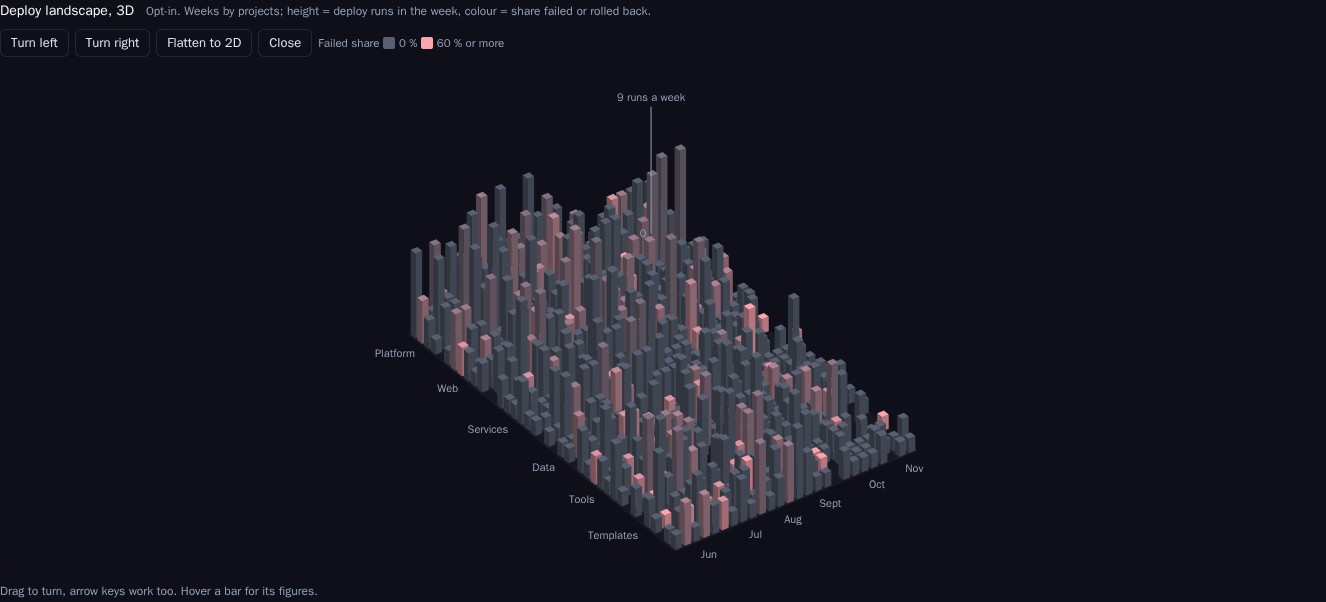 Deploy landscape, 3D Opt-in. Weeks by projects; height = deploy runs in the week, colour = share failed or rolled back.
Turn left Turn right Flatten to 2D Close Failed share 0 % 60 % or more
9 runs a week
0
Platform
Web
Services
Data
Tools
Templates
Jun
Jul
Aug
Sept
Oct
Nov
Drag to turn, arrow keys work too. Hover a bar for its figures.